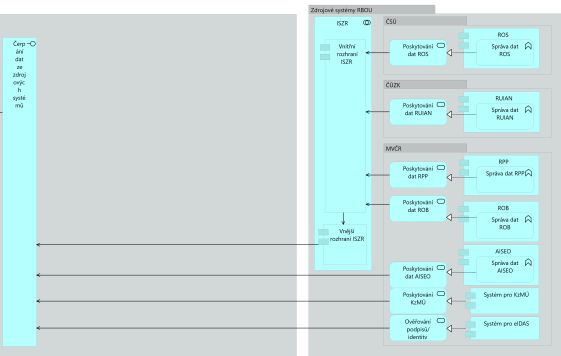 Zdrojové systémy RBOU
Čerp
ání
dat
ze
zdroj
ovýc
h
systé
mů
ISZR
Vnitřní
rozhraní
ISZR
Vnější
rozhraní ISZR
ČSÚ
Poskytování
dat ROS
ROS
Správa dat
ROS
ČÚZK
Poskytování
dat RUIAN
RUIAN
Správa dat
RUIAN
MVČR
Poskytování
dat RPP
RPP
Správa dat RPP
Poskytování
dat ROB
ROB
Správa dat
ROB
AISEO
Správa dat
AISEO
Poskytování
dat AISEO
Poskytování
KzMÚ
Systém pro KzMÚ
Ověřování
podpisů/
identity
Systém pro eIDAS